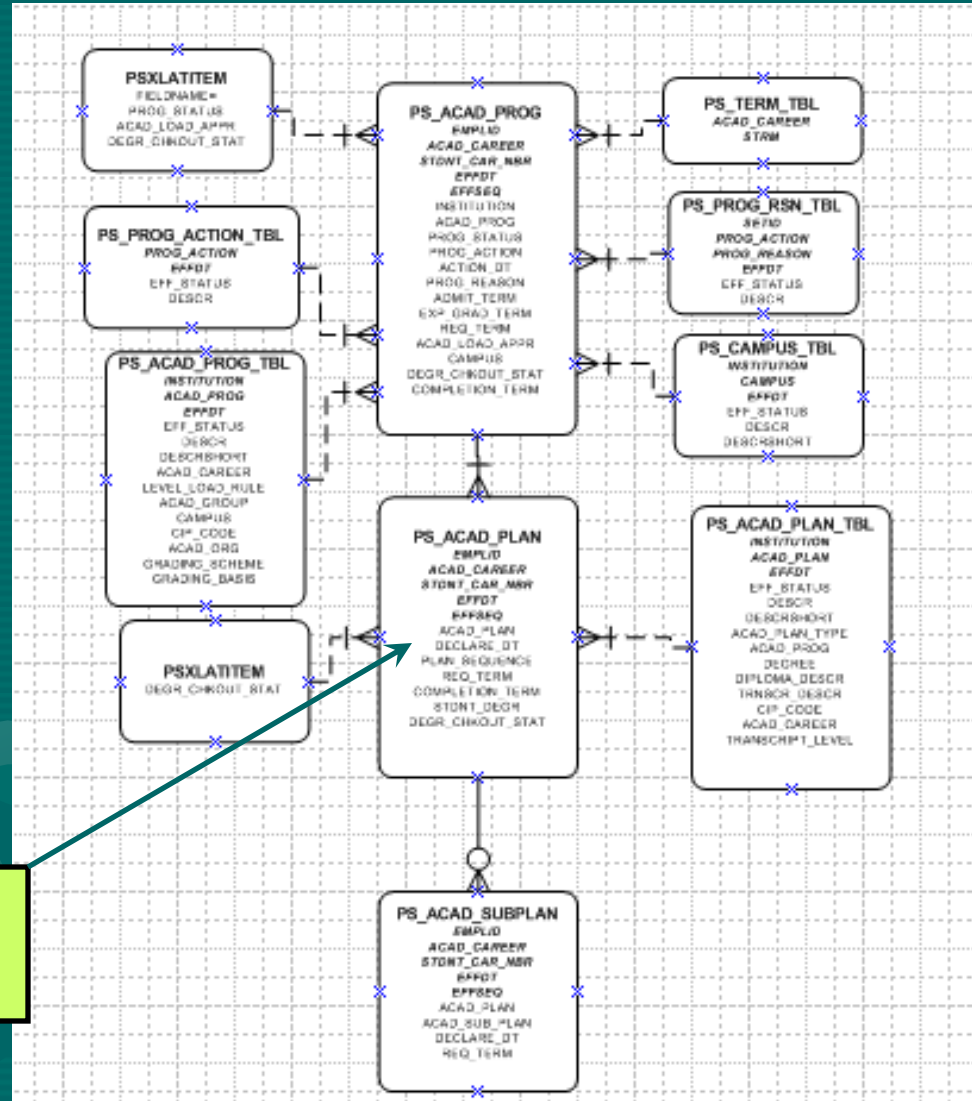 PSXLATITEM
FIELDNAME=
PROG_STATUS
ACAD_LOAD_APPR
DEGR_CHKOUT_STAT
PS_PROG_ACTION_TBL
PROG_ACTION
EFFDT
EFF_STATUS
DESCR
PS_ACAD_PROG_TBL
INSTITUTION
ACAD_PROG
EFFDT
EFF_STATUS
DESCR
DESCRSHORT
ACAD_CAREER
LEVEL_LOAD_RULE
ACAD_GROUP
CAMPUS
CIP_CODE
ACAD_ORG
GRADING_SCHEME
GRADING_BASIS
PSXLATITEM
DEGR_CHKOUT_STAT
PS_ACAD_PROG
EMPLID
ACAD_CAREER
STDNT_CAR_NBR
EFFDT
EFFSEQ
INSTITUTION
ACAD_PROG
PROG_STATUS
PROG_ACTION
ACTION_DT
PROG_REASON
ADMIT_TERM
EXP_GRAD_TERM
REQ_TERM
ACAD_LOAD_APPR
CAMPUS
DEGR_CHKOUT_STAT
COMPLETION_TERM
PS_ACAD_PLAN
EMPLID
ACAD_CAREER
STDNT_CAR_NBR
EFFDT
EFFSEQ
ACAD_PLAN
DECLARE_DT
PLAN_SEQUENCE
REQ_TERM
COMPLETION_TERM
STDNT_DEGR
DEGR_CHKOUT_STAT
PS_ACAD_SUBPLAN
EMPLID
ACAD_CAREER
STDNT_CAR_NBR
EFFDT
EFFSEQ
ACAD_PLAN
ACAD_SUB_PLAN
DECLARE_DT
REQ_TERM
PS_TERM_TBL
ACAD_CAREER
STRM
PS_PROG_RSN_TBL
SETID
PROG_ACTION
PROG_REASON
EFFDT
EFF_STATUS
DESCR
PS_CAMPUS_TBL
INSTITUTION
CAMPUS
EFFDT
EFF_STATUS
DESCR
DESCRSHORT
PS_ACAD_PLAN_TBL
INSTITUTION
ACAD_PLAN
EFFDT
EFF_STATUS
DESCR
DESCRSHORT
ACAD_PLAN_TYPE
ACAD_PROG
DEGREE
DIPLOMA_DESCR
TRNSCR_DESCR
CIP_CODE
ACAD_CAREER
TRANSCRIPT_LEVEL